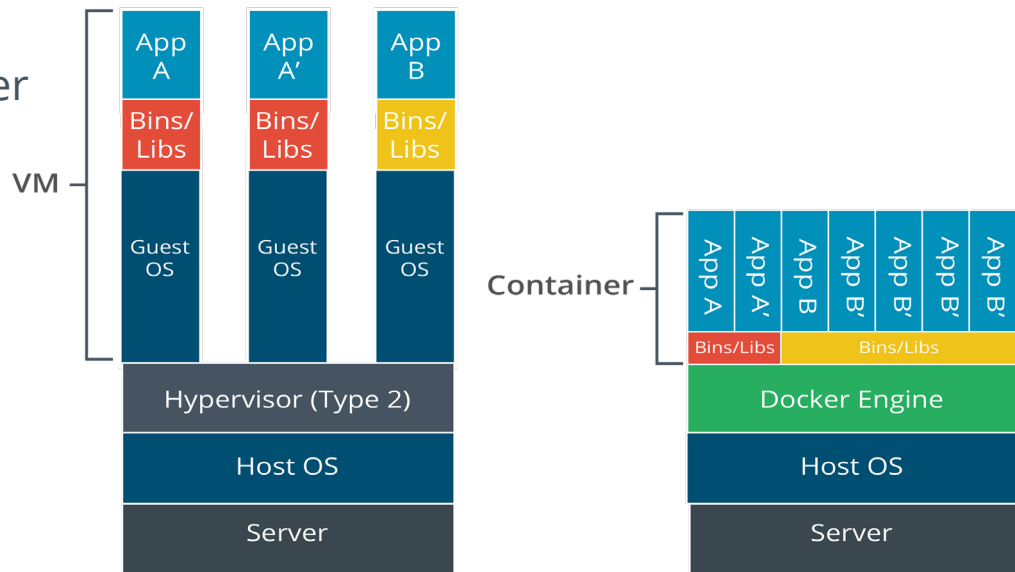 er
VM
App
A
App
A’
App
B
Bins/
Libs
Bins/
Libs
Bins/
Libs
Guest
OS
Guest
OS
Guest
OS
Hypervisor (Type 2)
Host OS
Server
Container
App A
App A'
App B
App B'
App B'
App B'
App B'
Bins/Libs
Bins/Libs
Docker Engine
Host OS
Server